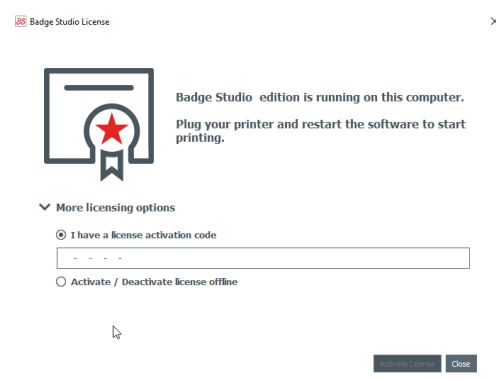 BS Badge Studio License
Badge Studio  edition is running on this computer.
Plug your printer and restart the software to start
printing.
More licensing options
I have a license activation code
-  -  -  -
Activate / Deactivate license offline
Activate License  Close